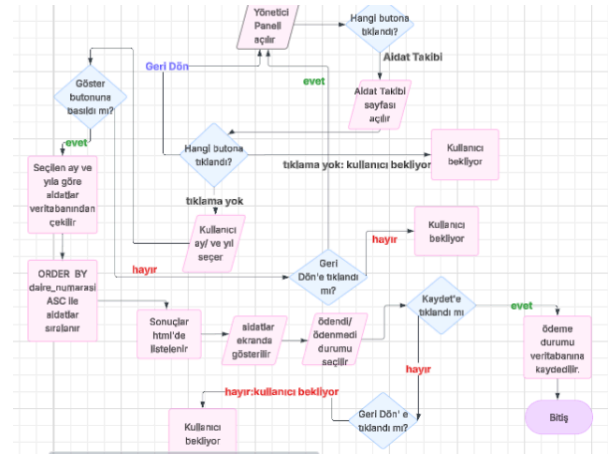 Yönetici
Paneli
açılır
Hangi butona
tıklandı?
Aidat Takibi
Geri Dön
evet
Göster
butonuna
basıldı mı?
Aidat Takibi
sayfası
açılır
evet
Hangi butona
tıklandı?
Kullanıcı
bekliyor
tıklama yok: kullanıcı bekliyor
Seçilen ay ve
yıla göre
aidatlar
veritabanından
çekilir
tıklama yok
Kullanıcı
ay/ ve yıl
seçer
Kullanıcı
bekliyor
hayır
hayır
Geri
Dön'e tıklandı
mı?
ORDER BY
daire_numarasi
ASC ile
aidatlar
sıralanır
Kaydet'e
tıklandı mı
evet
Sonuçlar
html'de
listelenir
aidatlar
ekranda
gösterilir
ödendi/
ödenmedi
durumu
seçilir
ödeme
durumu
veritabanına
kaydedilir.
hayır
hayır:kullanıcı bekliyor
Geri Dön' e
tıklandı mı?
Kullanıcı
bekliyor
Bitiş